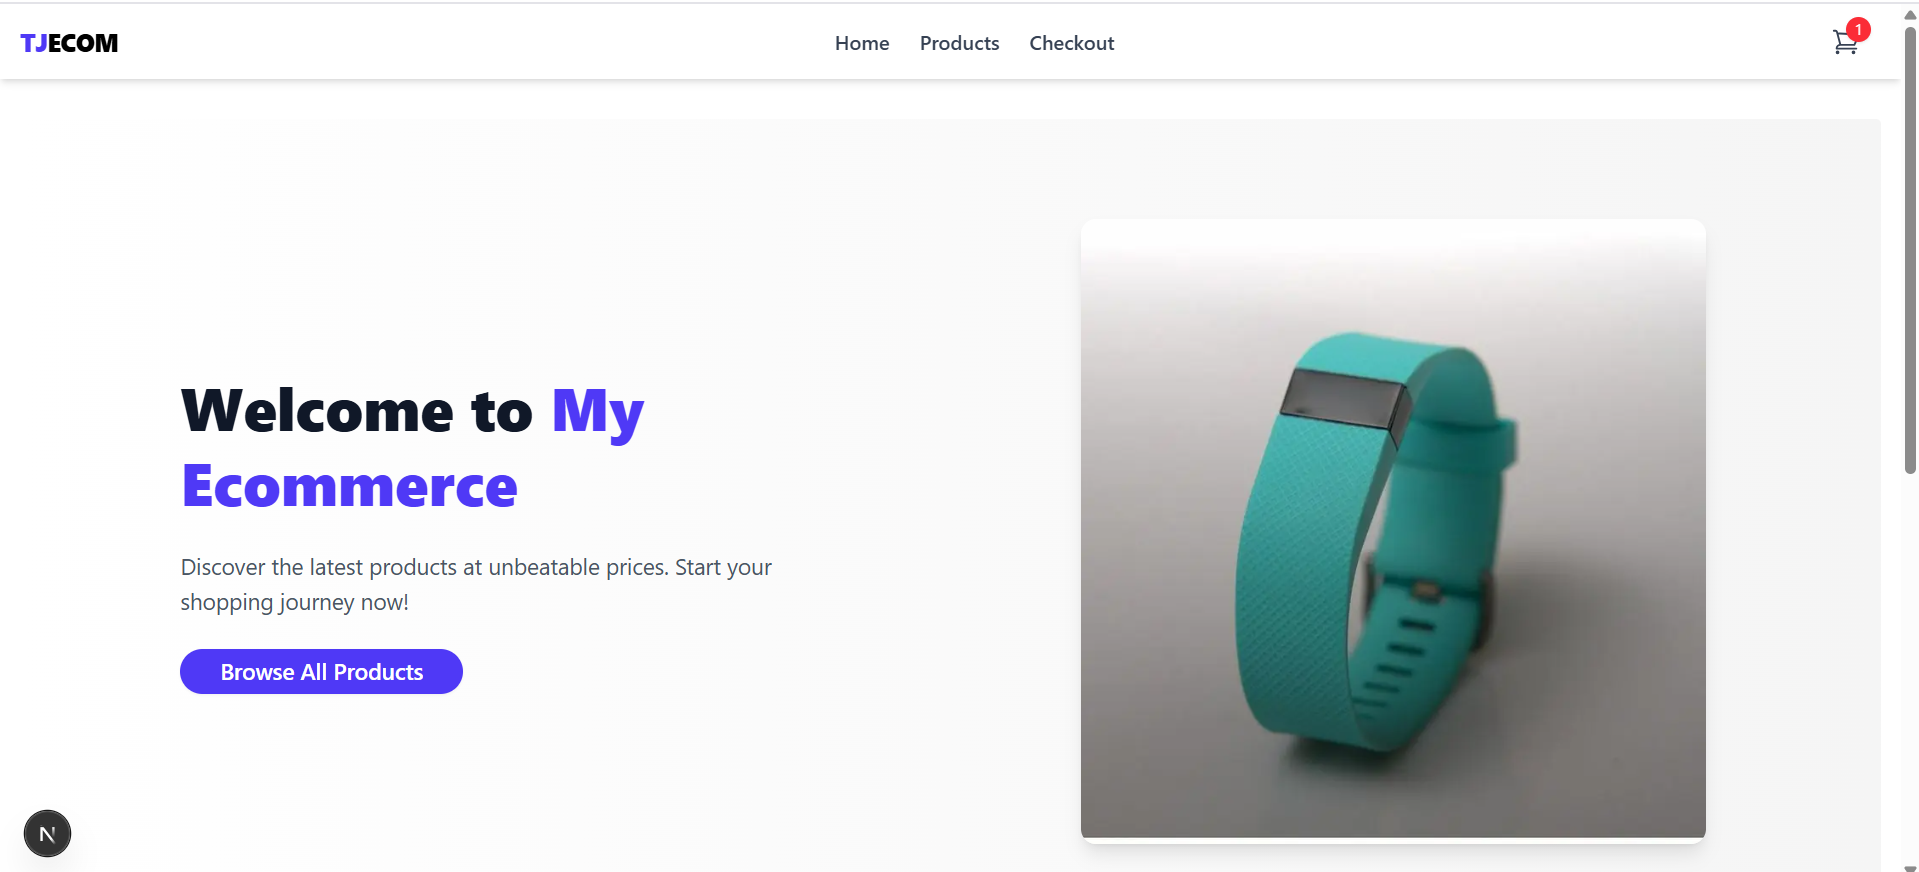 TJECOM
Home Products Checkout
1
Welcome to My
Ecommerce
Discover the latest products at unbeatable prices. Start your
shopping journey now!
Browse All Products
N